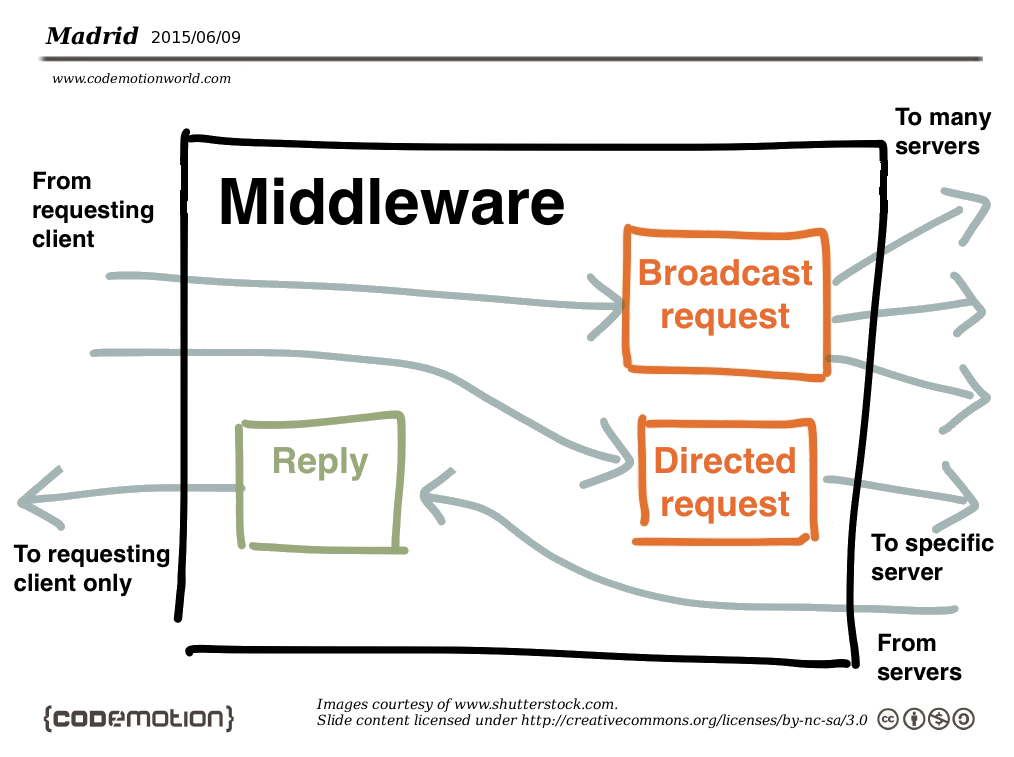 Madrid 2015/06/09
www.codemotionworld.com
To many
servers
From
requesting
client
Middleware
Broadcast
request
Reply
Directed
request
To requesting
client only
To specific
server
From
servers
{CODEMOTION}
Images courtesy of www.shutterstock.com.
Slide content licensed under http://creativecommons.org/licenses/by-nc-sa/3.0
cc